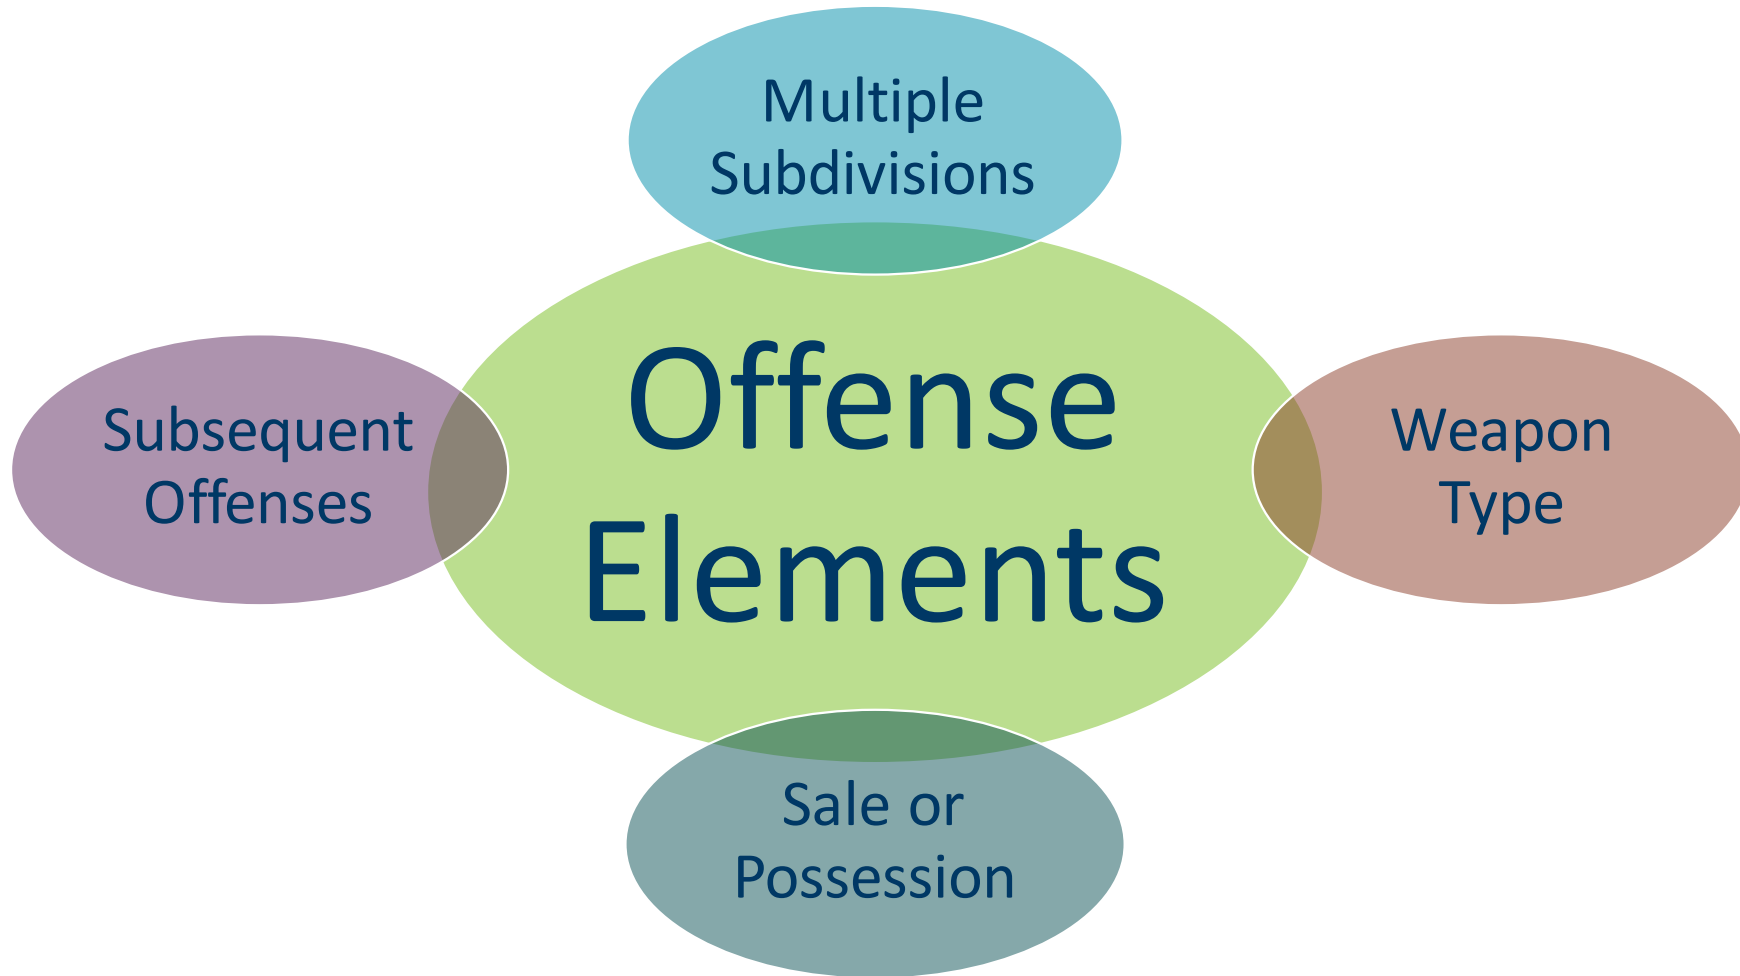 Multiple
Subdivisions
Offense
Elements
Subsequent
Offenses
Weapon
Type
Sale or
Possession